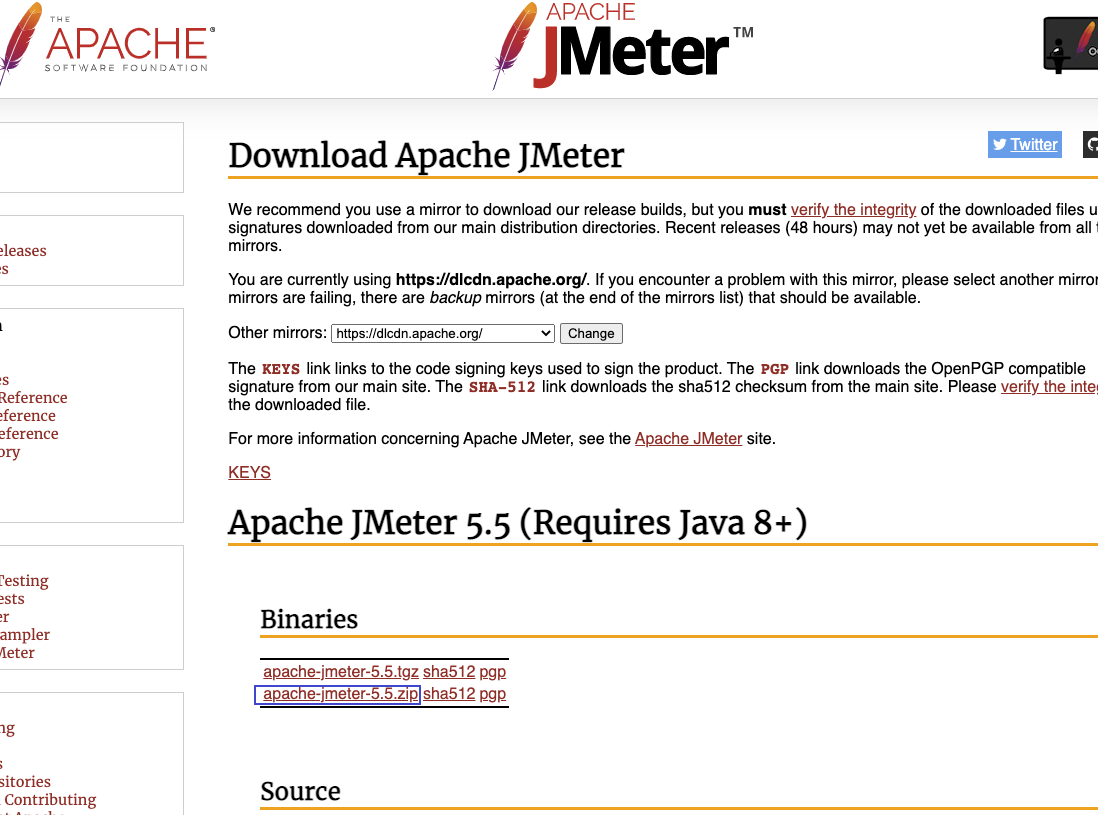 THE
APACHE®
SOFTWARE FOUNDATION
APACHE
JMeter™
eleases
es
es
Reference
eference
eference
ory
Testing
ests
er
ampler
Meter
ng
s
sitories
Contributing
Download Apache JMeter
Twitter
We recommend you use a mirror to download our release builds, but you must verify the integrity of the downloaded files u
signatures downloaded from our main distribution directories. Recent releases (48 hours) may not yet be available from all t
mirrors.
You are currently using https://dlcdn.apache.org/. If you encounter a problem with this mirror, please select another mirror
mirrors are failing, there are backup mirrors (at the end of the mirrors list) that should be available.
Other mirrors: https://dlcdn.apache.org/ Change
The KEYS link links to the code signing keys used to sign the product. The PGP link downloads the OpenPGP compatible
signature from our main site. The SHA-512 link downloads the sha512 checksum from the main site. Please verify the integ
the downloaded file.
For more information concerning Apache JMeter, see the Apache JMeter site.
KEYS
Apache JMeter 5.5 (Requires Java 8+)
Binaries
apache-jmeter-5.5.tgz sha512 pgp
apache-jmeter-5.5.zip sha512 pgp
Source